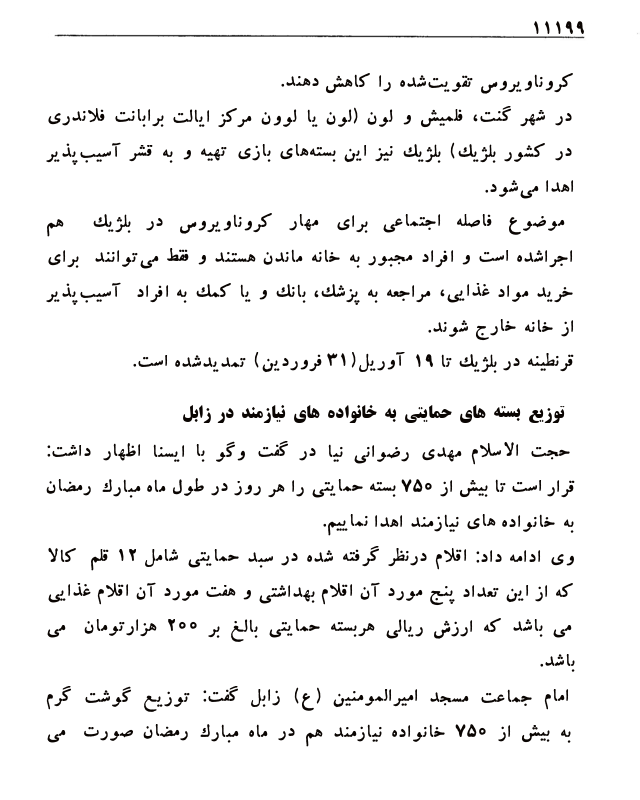 ۱۱۱۹۹
کروناویروس تقویت‌شده را کاهش دهند.
در شهر گنت، فلمیش و لون (لون یا لوون مرکز ایالت برابانت فلاندری
در کشور بلژیك) بلژیك نیز این بسته‌های بازی تهیه و به قشر آسیب‌پذیر
اهدا می‌شود.
موضوع فاصله اجتماعی برای مهار کروناویروس در بلژیك هم
اجراشده است و افراد مجبور به خانه ماندن هستند و فقط می‌توانند برای
خرید مواد غذایی، مراجعه به پزشك، بانك و یا کمك به افراد آسیب‌پذیر
از خانه خارج شوند.
قرنطینه در بلژیك تا ۱۹ آوریل(۳۱ فروردین) تمدیدشده است.
توزیع بسته های حمایتی به خانواده های نیازمند در زابل
حجت الاسلام مهدی رضوانی نیا در گفت وگو با ایسنا اظهار داشت:
قرار است تا بیش از ۷۵۰ بسته حمایتی را هر روز در طول ماه مبارك رمضان
به خانواده های نیازمند اهدا نماییم.
وی ادامه داد: اقلام درنظر گرفته شده در سبد حمایتی شامل ۱۲ قلم کالا
که از این تعداد پنج مورد آن اقلام بهداشتی و هفت مورد آن اقلام غذایی
می باشد که ارزش ریالی هربسته حمایتی بالغ بر ۲۰۰ هزارتومان می
باشد.
امام جماعت مسجد امیرالمومنین (ع) زابل گفت: توزیع گوشت گرم
به بیش از ۷۵۰ خانواده نیازمند هم در ماه مبارك رمضان صورت می